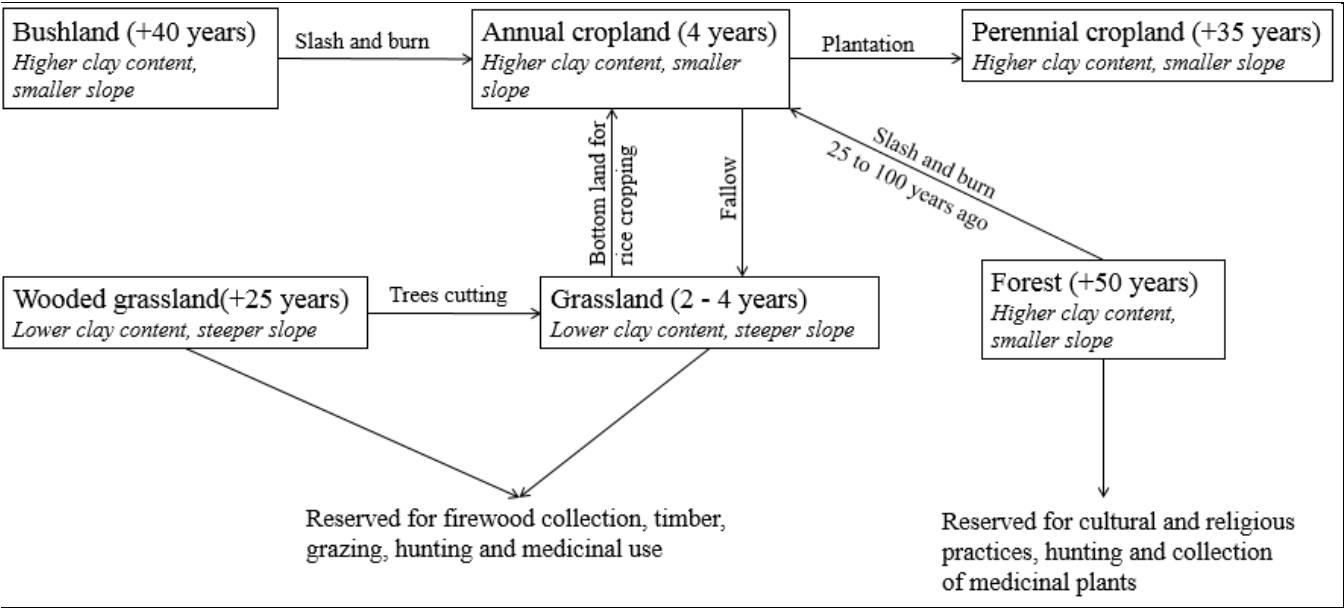 Bushland (+40 years)
Higher clay content,
smaller slope
Slash and burn
Annual cropland (4 years)
Higher clay content, smaller
slope
Plantation
Perennial cropland (+35 years)
Higher clay content, smaller slope
Bottom land for
rice cropping
Fallow
Slash and burn
25 to 100 years ago
Wooded grassland(+25 years)
Lower clay content, steeper slope
Trees cutting
Grassland (2 - 4 years)
Lower clay content, steeper slope
Forest (+50 years)
Higher clay content,
smaller slope
Reserved for firewood collection, timber,
grazing, hunting and medicinal use
Reserved for cultural and religious
practices, hunting and collection
of medicinal plants